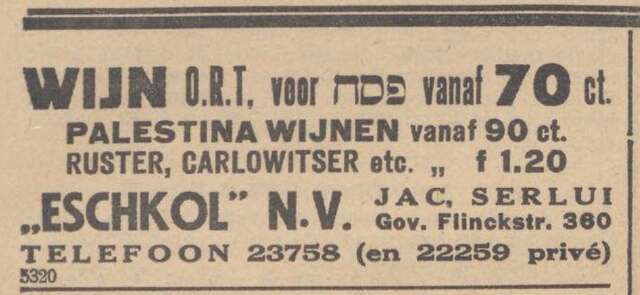 WIJN O.R.T. voor פסח vanaf 70 ct.
PALESTINA WIJNEN vanaf 90 ct.
RUSTER, CARLOWITSER etc. „ f 1.20
„ESCHKOL” N.V. JAC, SERLUI
Gov. Flinckstr. 360
TELEFOON 23758 (en 22259 privé)
5320